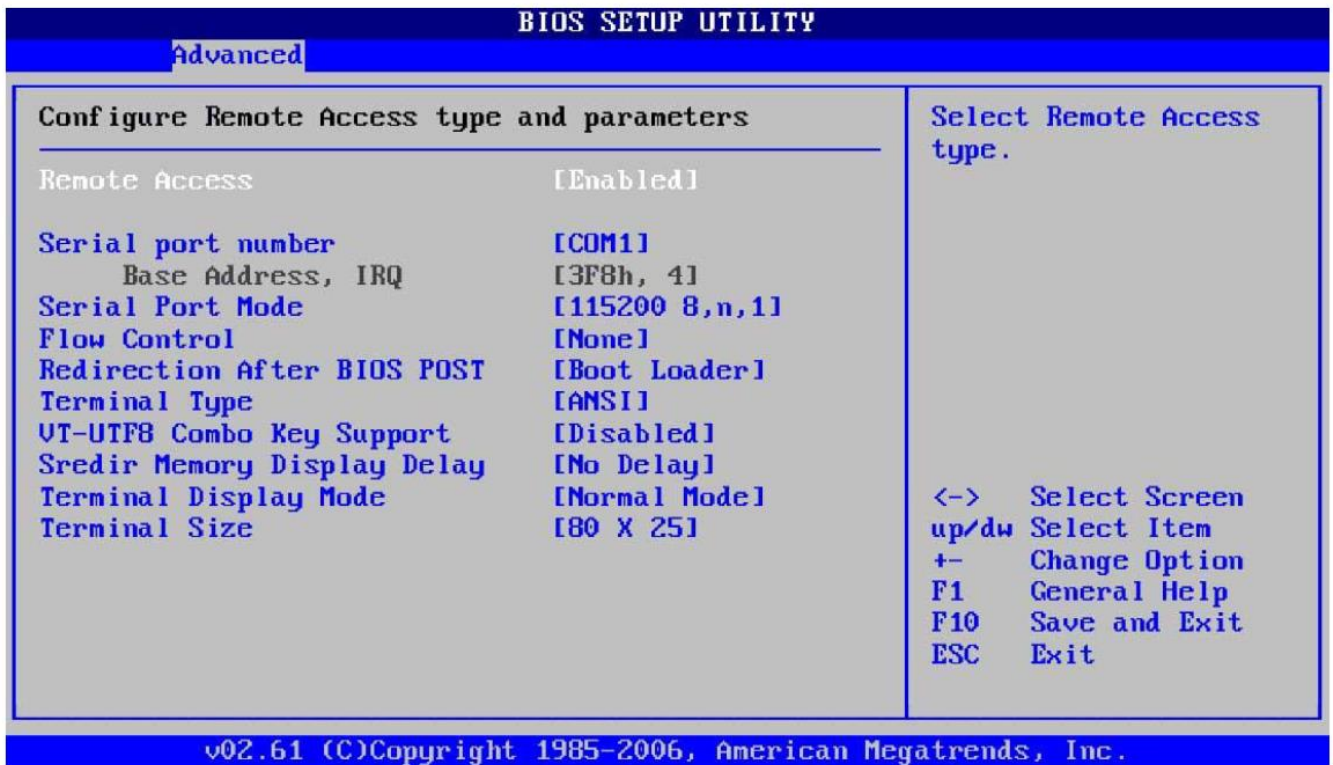 BIOS SETUP UTILITY
Advanced
Configure Remote Access type and parameters
Remote Access [Enabled]
Serial port number [COM1]
Base Address, IRQ [3F8h, 4]
Serial Port Mode [115200 8,n,1]
Flow Control [None]
Redirection After BIOS POST [Boot Loader]
Terminal Type [ANSI]
VT-UTF8 Combo Key Support [Disabled]
Sredir Memory Display Delay [No Delay]
Terminal Display Mode [Normal Mode]
Terminal Size [80 X 25]
Select Remote Access
type.
<-> Select Screen
up/dw Select Item
+- Change Option
F1 General Help
F10 Save and Exit
ESC Exit
v02.61 (C)Copyright 1985-2006, American Megatrends, Inc.